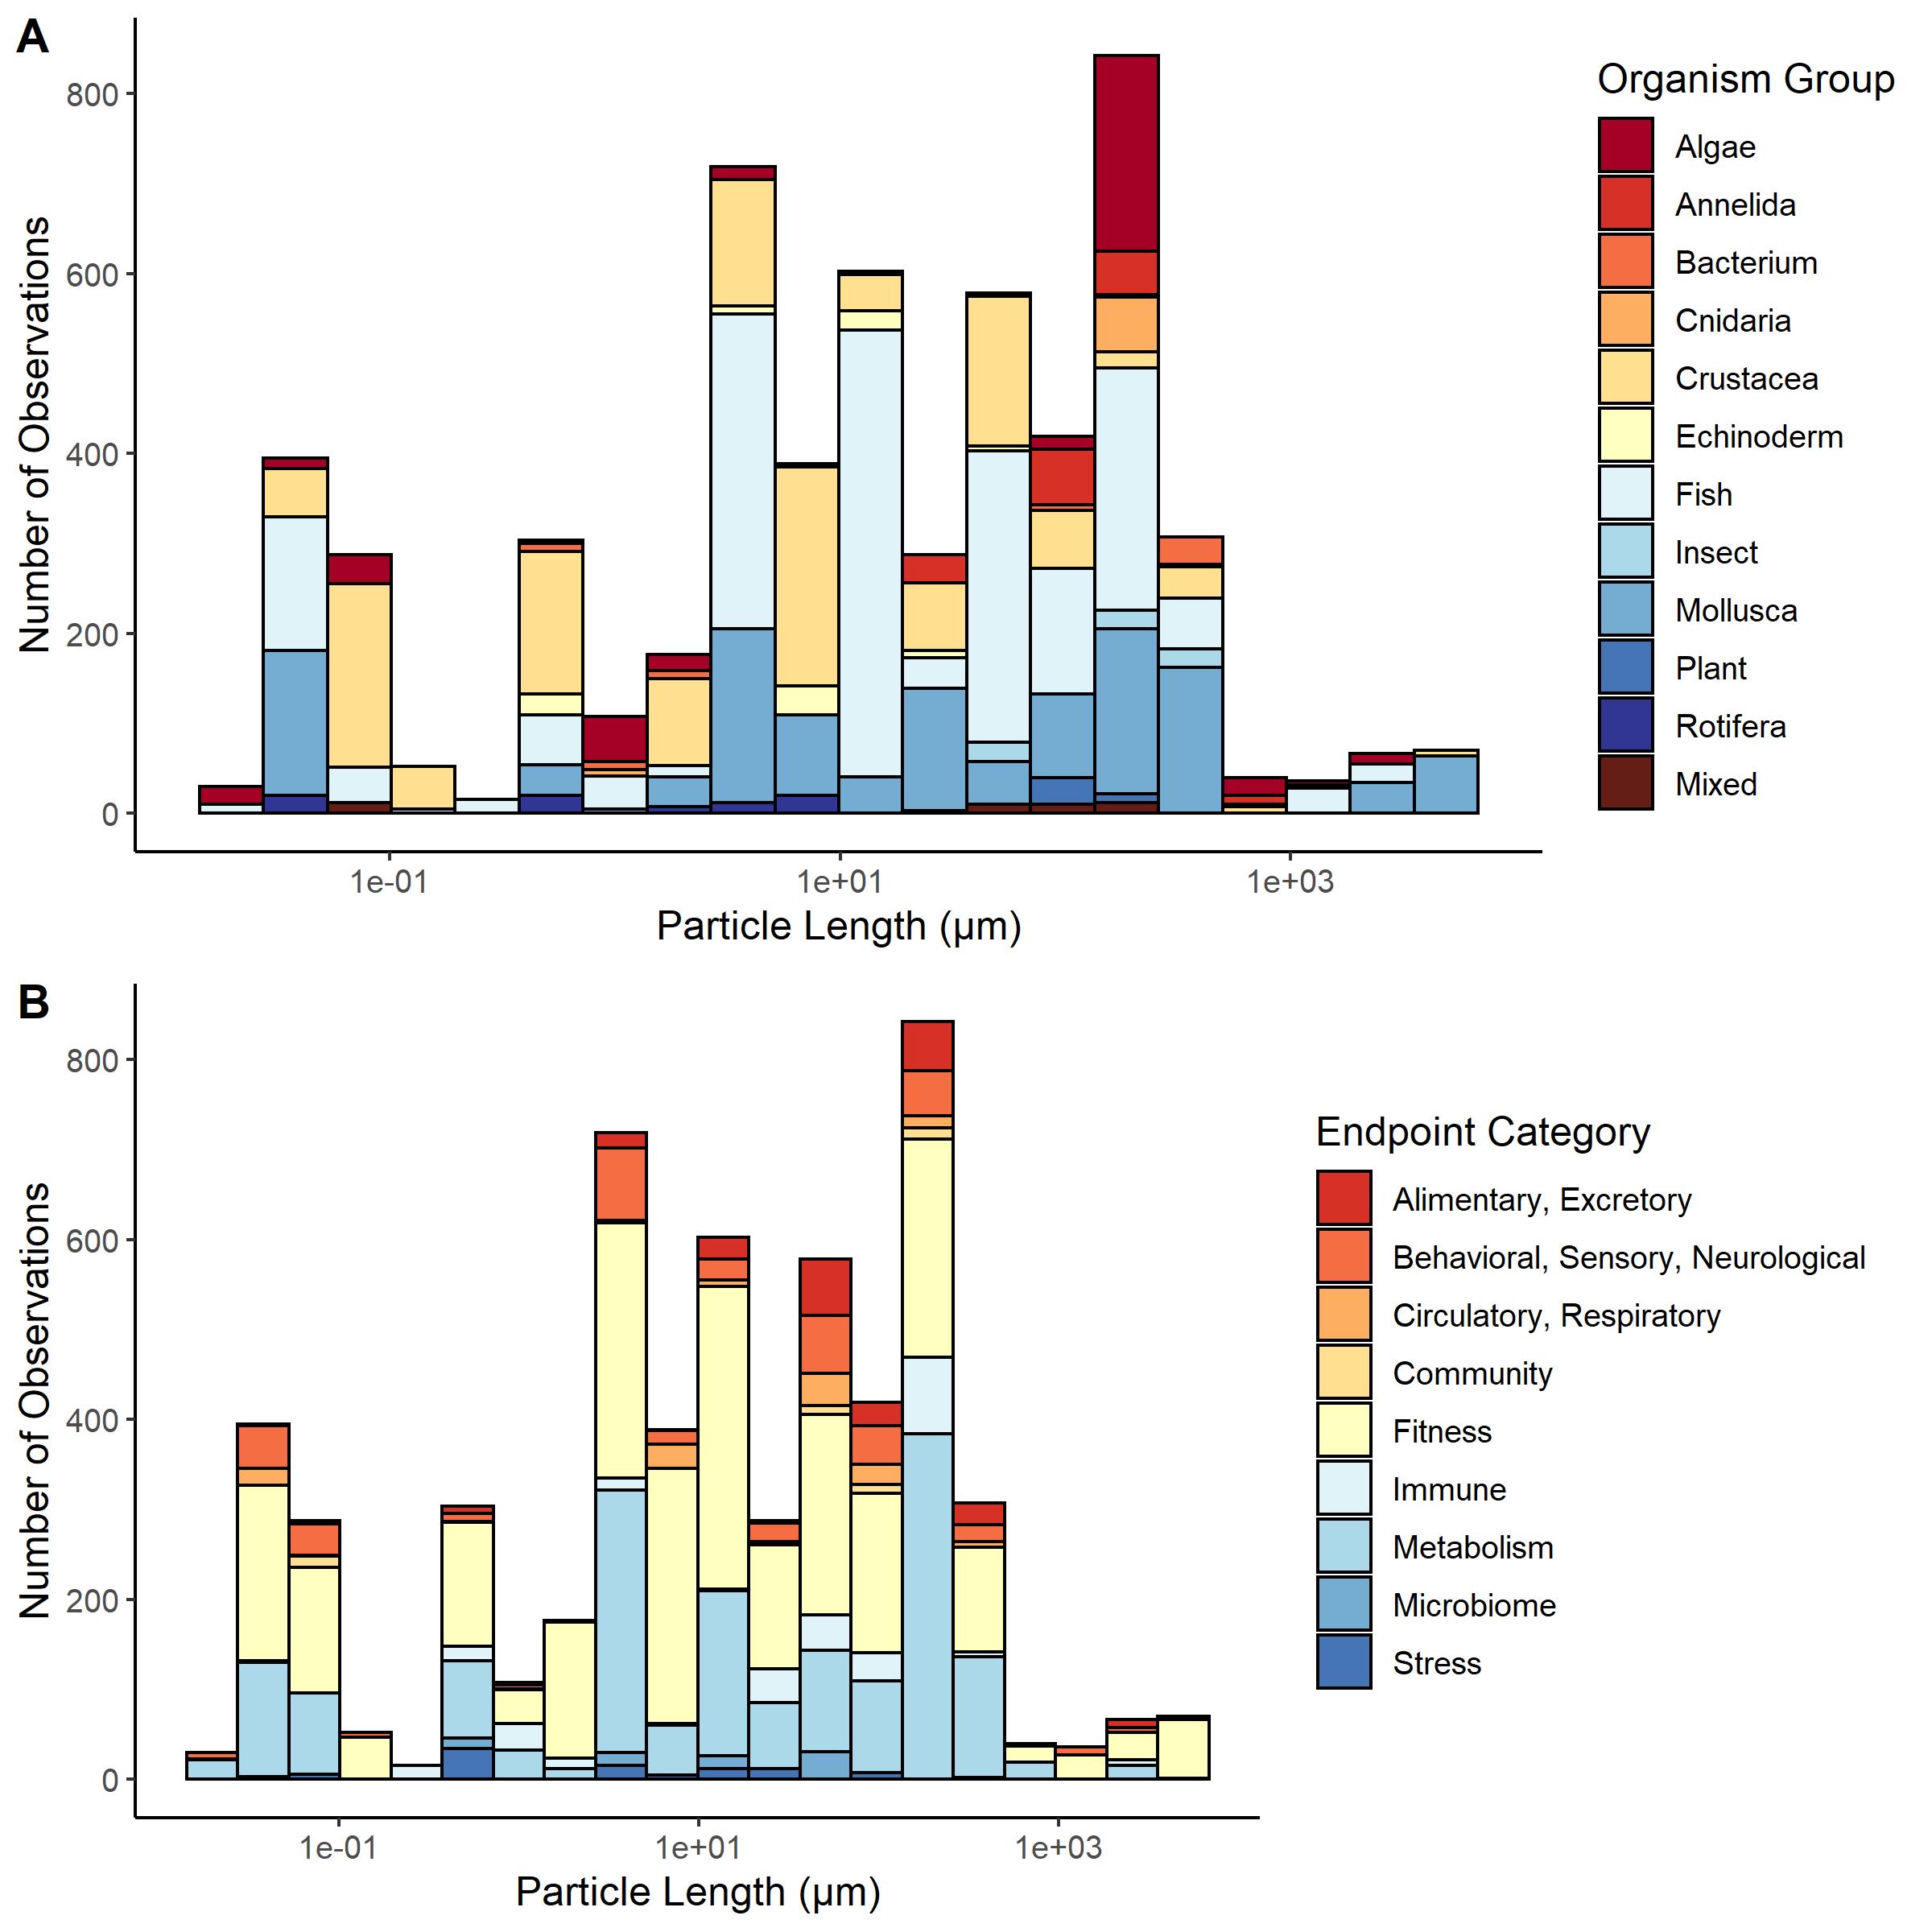 A
800
600
400
200
0
Number of Observations
1e-01
1e+01
1e+03
Particle Length (µm)
Organism Group
Algae
Annelida
Bacterium
Cnidaria
Crustacea
Echinoderm
Fish
Insect
Mollusca
Plant
Rotifera
Mixed
B
800
600
400
200
0
Number of Observations
1e-01
1e+01
1e+03
Particle Length (µm)
Endpoint Category
Alimentary, Excretory
Behavioral, Sensory, Neurological
Circulatory, Respiratory
Community
Fitness
Immune
Metabolism
Microbiome
Stress